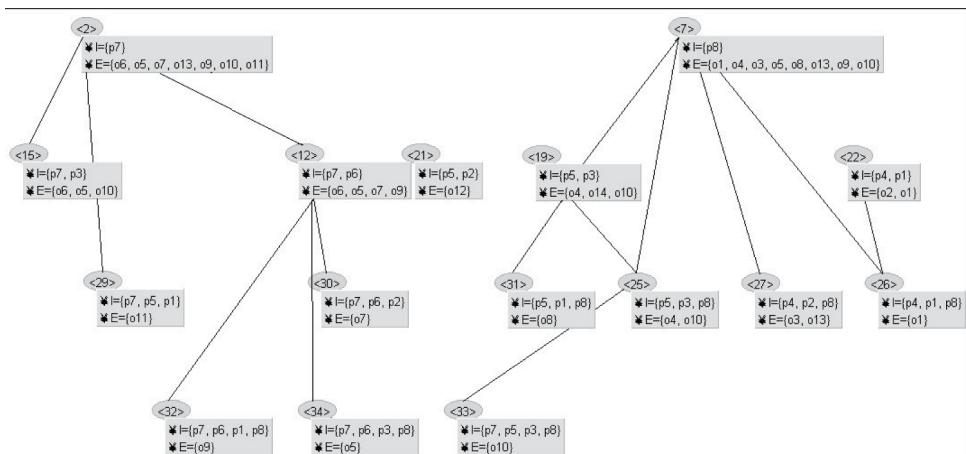 <2>
¥ I={p7}
¥ E={o6, o5, o7, o13, o9, o10, o11}
<7>
¥ I={p8}
¥ E={o1, o4, o3, o5, o8, o13, o9, o10}
<15>
¥ I={p7, p3}
¥ E={o6, o5, o10}
<12>
¥ I={p7, p6}
¥ E={o6, o5, o7, o9}
<21>
¥ I={p5, p2}
¥ E={o12}
<19>
¥ I={p5, p3}
¥ E={o4, o14, o10}
<22>
¥ I={p4, p1}
¥ E={o2, o1}
<29>
¥ I={p7, p5, p1}
¥ E={o11}
<30>
¥ I={p7, p6, p2}
¥ E={o7}
<31>
¥ I={p5, p1, p8}
¥ E={o8}
<25>
¥ I={p5, p3, p8}
¥ E={o4, o10}
<27>
¥ I={p4, p2, p8}
¥ E={o3, o13}
<26>
¥ I={p4, p1, p8}
¥ E={o1}
<32>
¥ I={p7, p6, p1, p8}
¥ E={o9}
<34>
¥ I={p7, p6, p3, p8}
¥ E={o5}
<33>
¥ I={p7, p5, p3, p8}
¥ E={o10}